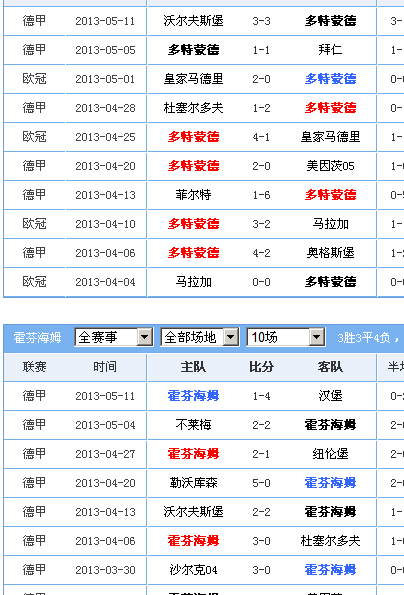 德甲 2013-05-11 沃尔夫斯堡 3-3 多特蒙德 3-
德甲 2013-05-05 多特蒙德 1-1 拜仁 1-
欧冠 2013-05-01 皇家马德里 2-0 多特蒙德 0-
德甲 2013-04-28 杜塞尔多夫 1-2 多特蒙德 0-
欧冠 2013-04-25 多特蒙德 4-1 皇家马德里 1-
德甲 2013-04-20 多特蒙德 2-0 美因茨05 1-
德甲 2013-04-13 菲尔特 1-6 多特蒙德 0-
欧冠 2013-04-10 多特蒙德 3-2 马拉加 1-
德甲 2013-04-06 多特蒙德 4-2 奥格斯堡 1-
欧冠 2013-04-04 马拉加 0-0 多特蒙德 0-
霍芬海姆 全赛事 全部场地 10场 3胜3平4负，
联赛 时间 主队 比分 客队 半
德甲 2013-05-11 霍芬海姆 1-4 汉堡 0-
德甲 2013-05-04 不莱梅 2-2 霍芬海姆 2-
德甲 2013-04-27 霍芬海姆 2-1 纽伦堡 2-
德甲 2013-04-20 勒沃库森 5-0 霍芬海姆 2-
德甲 2013-04-13 沃尔夫斯堡 2-2 霍芬海姆 1-
德甲 2013-04-06 霍芬海姆 3-0 杜塞尔多夫 1-
德甲 2013-03-30 沙尔克04 3-0 霍芬海姆 0-